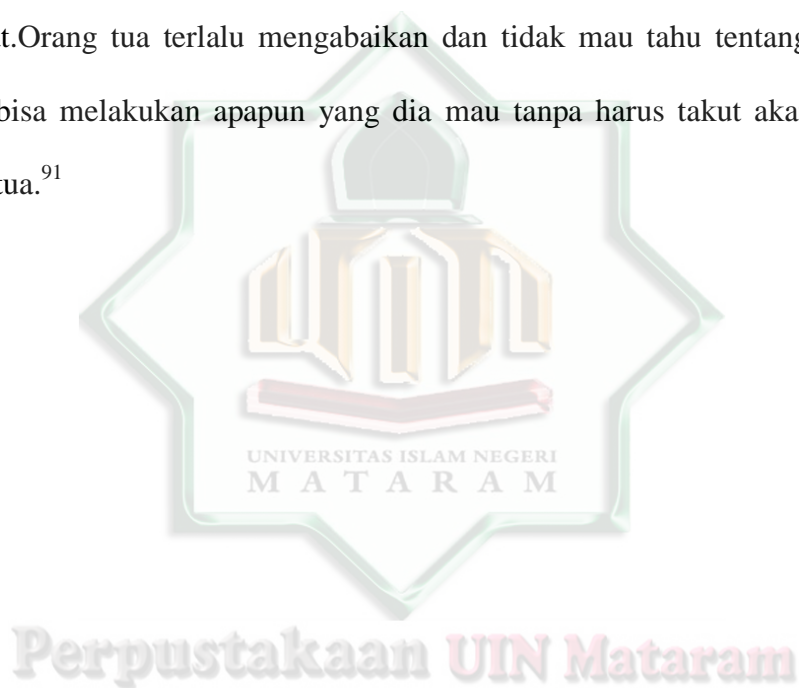 t.Orang tua terlalu mengabaikan dan tidak mau tahu tentang
bisa melakukan apapun yang dia mau tanpa harus takut aka
tua.⁹¹
UNIVERSITAS ISLAM NEGERI
MATARAM
Perpustakaan UIN Mataram